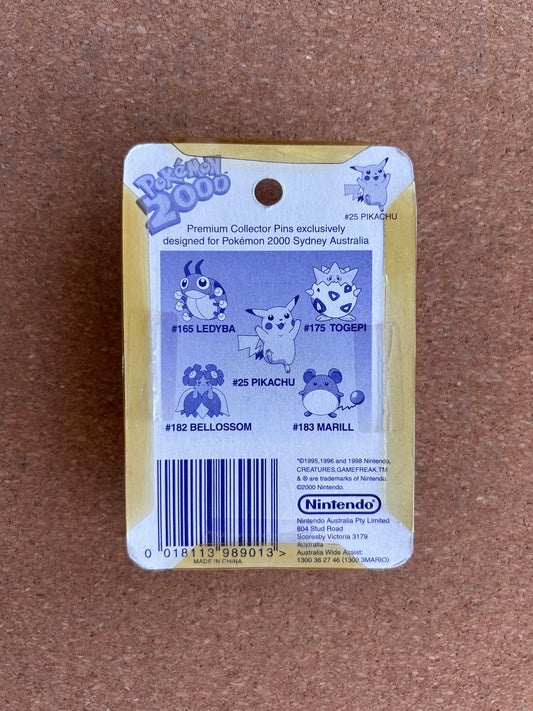 Pokémon
2000
#25 PIKACHU
Premium Collector Pins exclusively
designed for Pokémon 2000 Sydney Australia
#165 LEDYBA
#175 TOGEPI
#25 PIKACHU
#182 BELLOSSOM
#183 MARILL
©1995,1996 and 1998 Nintendo,
CREATURES,GAMEFREAK.TM
& ® are trademarks of Nintendo.
©2000 Nintendo.
Nintendo
Nintendo Australia Pty Limited
804 Stud Road
Scoresby Victoria 3179
Australia
Australia Wide Assist:
1300 36 27 46 (1300 3MARIO)
0 018113 989013 >
MADE IN CHINA